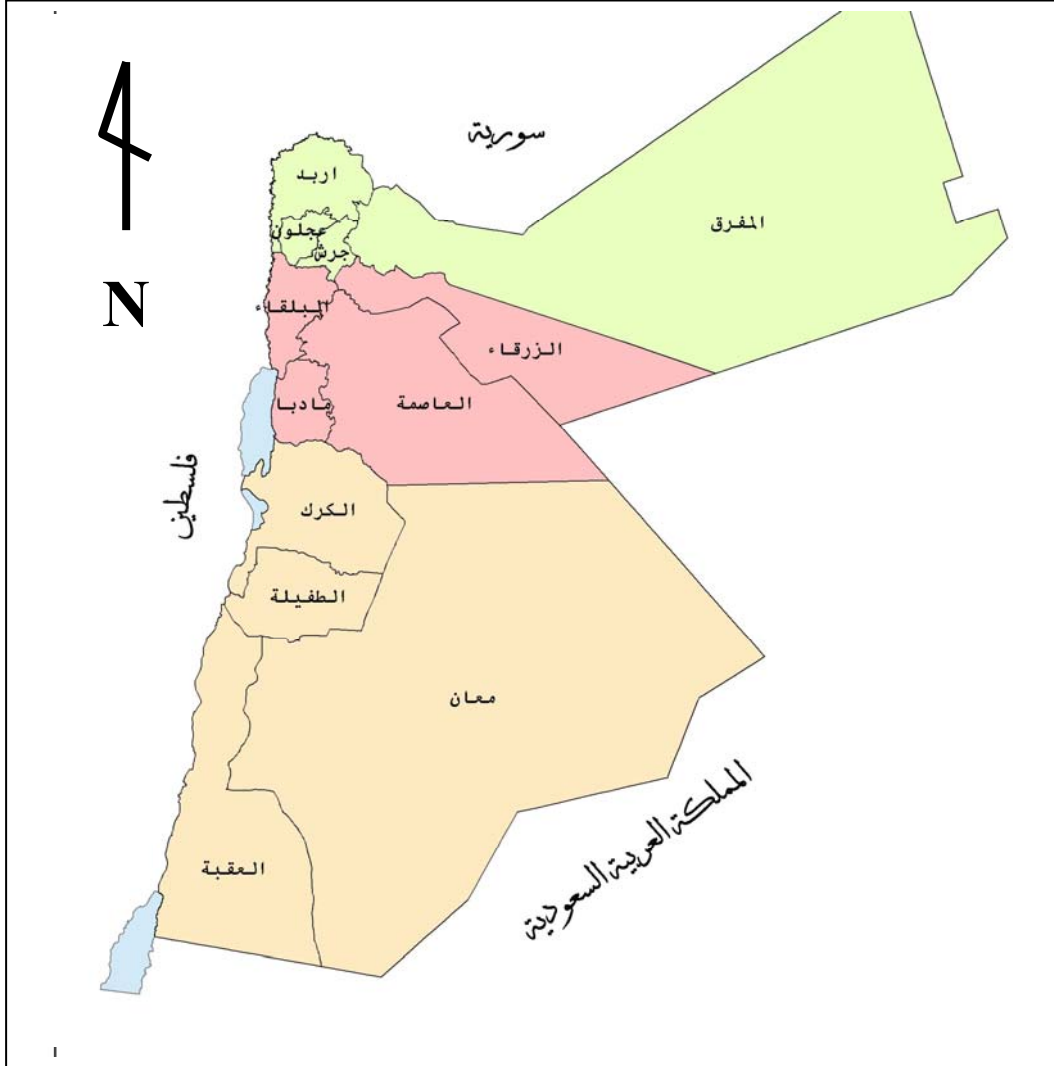 سورية
اربد
المفرق
عجلون
جرش
N
البلقاء
الزرقاء
مادبا
العاصمة
فلسطين
الكرك
الطفيلة
معان
المملكة العربية السعودية
العقبة